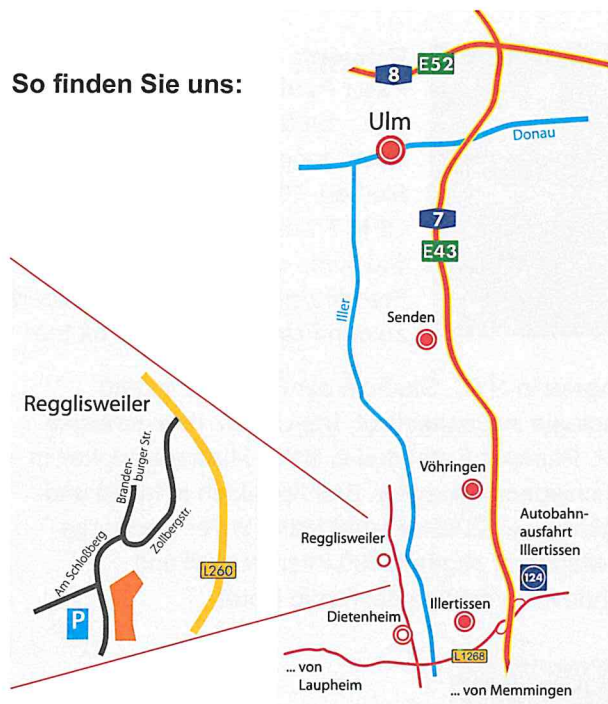 So finden Sie uns:
8
E52
Ulm
Donau
7
E43
Iller
Senden
Vöhringen
Autobahn-
ausfahrt
Illertissen
124
Regglisweiler
Dietenheim
Illertissen
L1268
... von
Laupheim
... von Memmingen
Regglisweiler
Branden-
burger Str.
Zollbergstr.
Am Schloßberg
L260
P